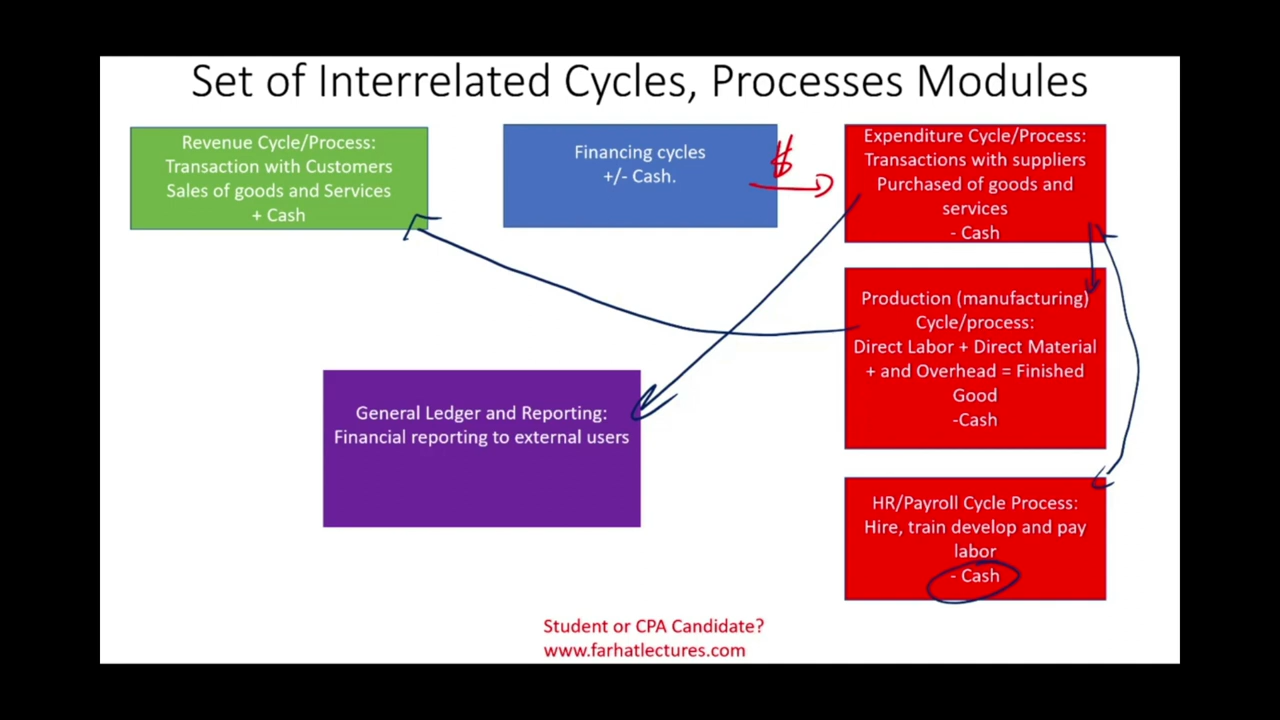 Set of Interrelated Cycles, Processes Modules
Revenue Cycle/Process:
Transaction with Customers
Sales of goods and Services
+ Cash
Financing cycles
+/- Cash.
$
Expenditure Cycle/Process:
Transactions with suppliers
Purchased of goods and
services
- Cash
Production (manufacturing)
Cycle/process:
Direct Labor + Direct Material
+ and Overhead = Finished
Good
-Cash
General Ledger and Reporting:
Financial reporting to external users
HR/Payroll Cycle Process:
Hire, train develop and pay
labor
- Cash
Student or CPA Candidate?
www.farhatlectures.com